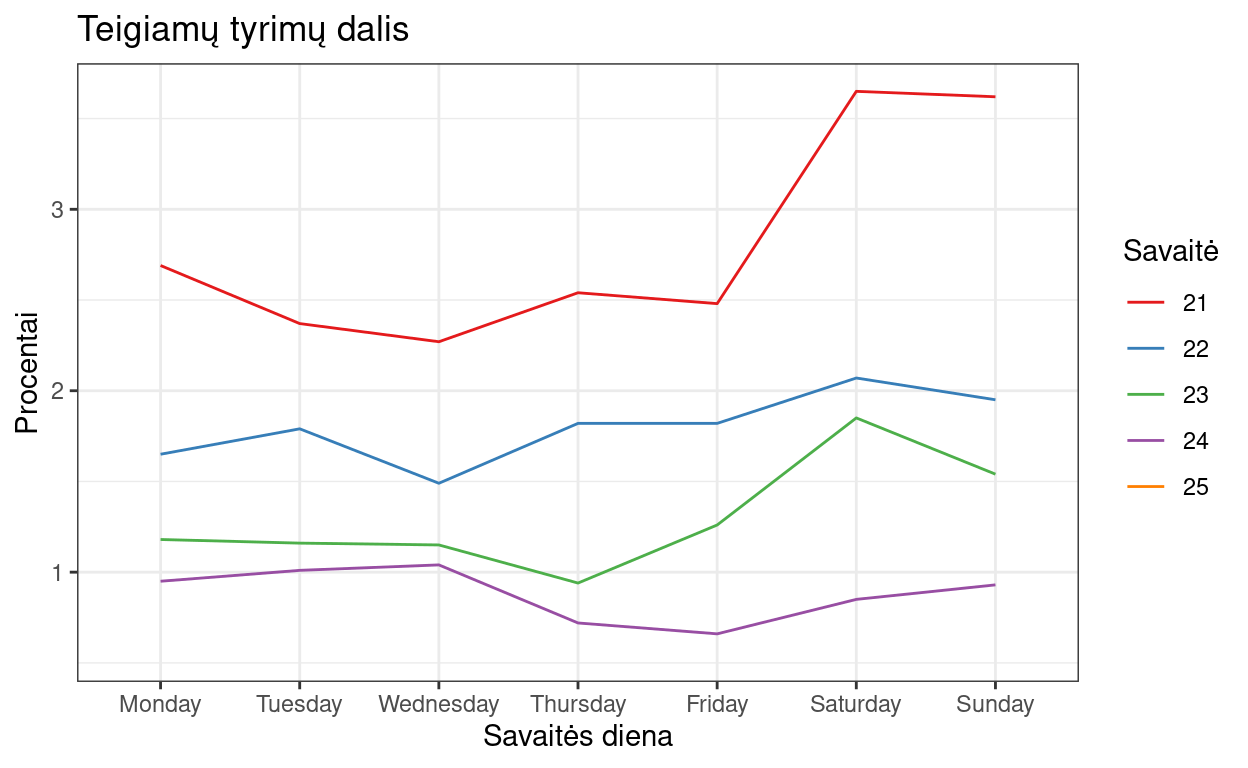 Teigiamų tyrimų dalis
Procentai
3
2
1
Monday Tuesday Wednesday Thursday Friday Saturday Sunday
Savaitės diena
Savaitė
21
22
23
24
25